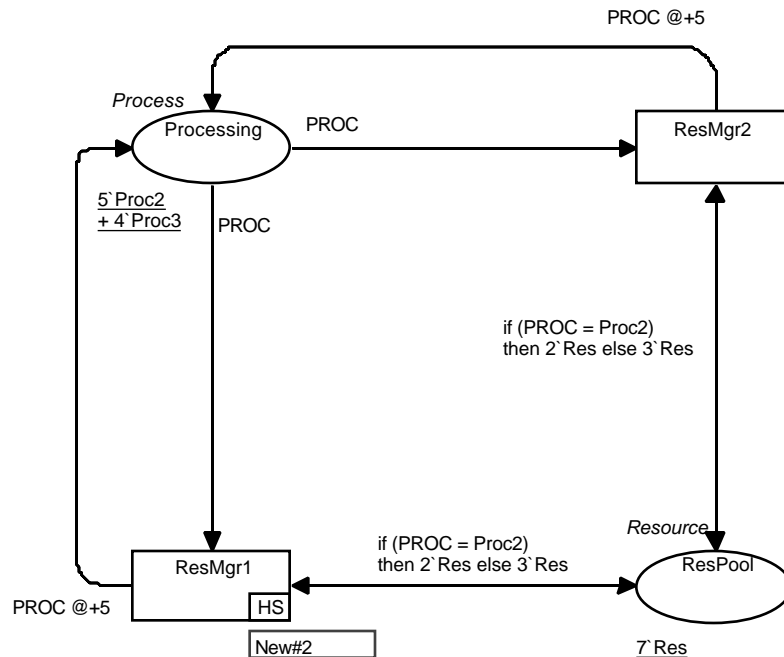 PROC @+5
Process
Processing
PROC
ResMgr2
5`Proc2
+ 4`Proc3
PROC
if (PROC = Proc2)
then 2`Res else 3`Res
Resource
if (PROC = Proc2)
then 2`Res else 3`Res
ResMgr1
ResPool
HS
PROC @+5
New#2
7`Res